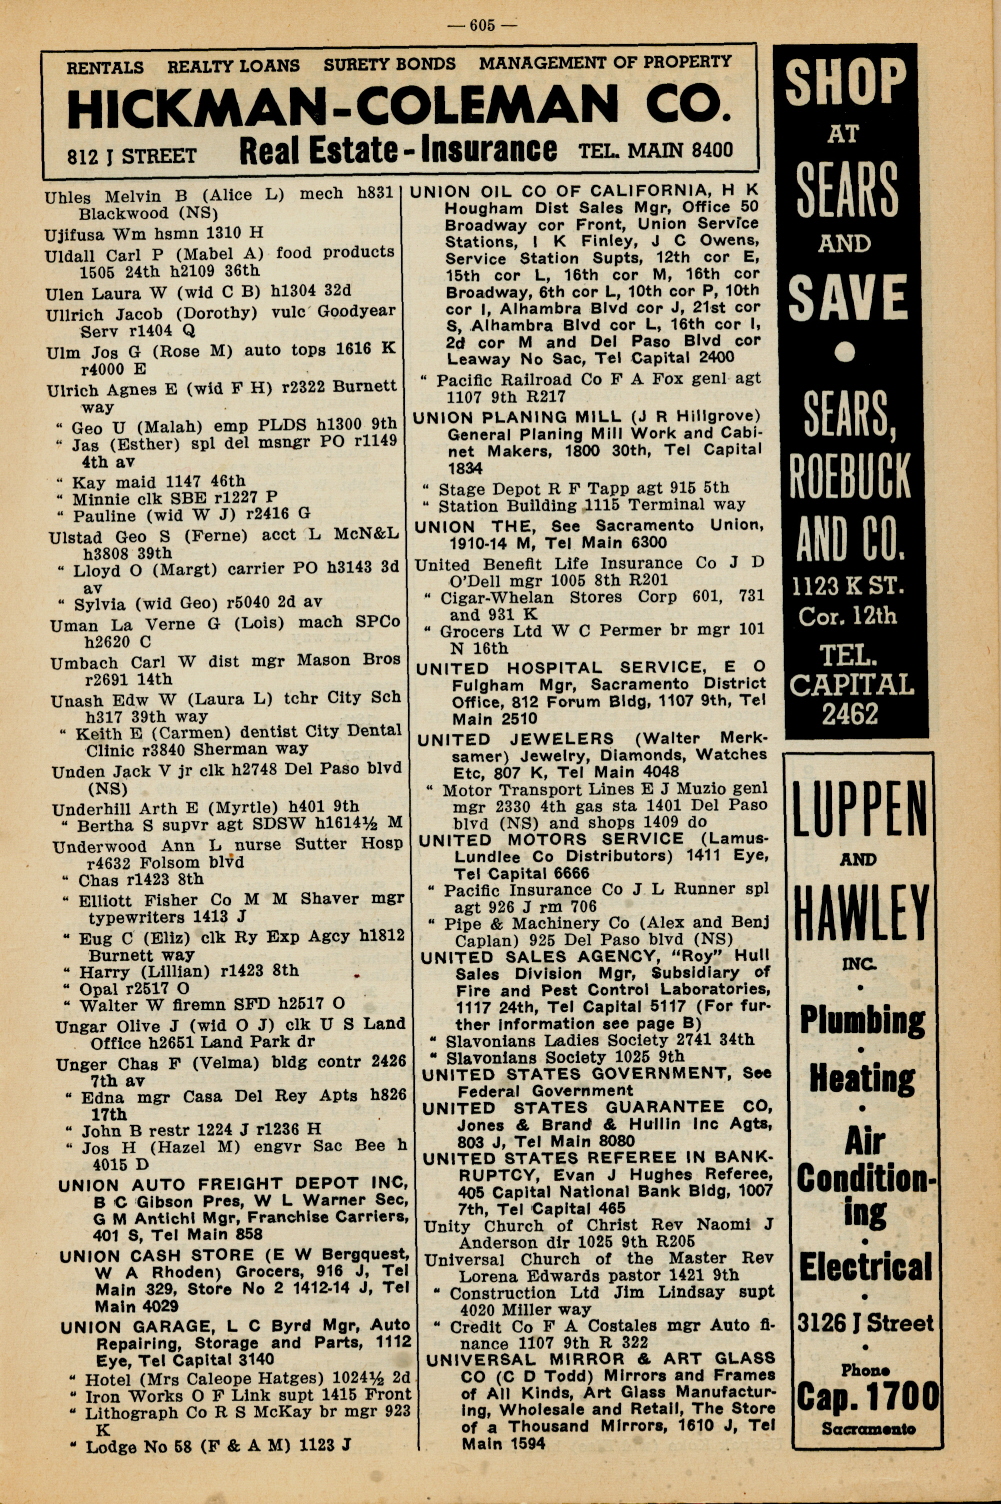 — 605 —
RENTALS REALTY LOANS SURETY BONDS MANAGEMENT OF PROPERTY
HICKMAN-COLEMAN CO.
812 J STREET Real Estate - Insurance TEL. MAIN 8400
Uhles Melvin B (Alice L) mech h831
Blackwood (NS)
Ujifusa Wm hsmn 1310 H
Uldall Carl P (Mabel A) food products
1505 24th h2109 36th
Ulen Laura W (wid C B) h1304 32d
Ullrich Jacob (Dorothy) vulc Goodyear
Serv r1404 Q
Ulm Jos G (Rose M) auto tops 1616 K
r4000 E
Ulrich Agnes E (wid F H) r2322 Burnett
way
“ Geo U (Malah) emp PLDS h1300 9th
“ Jas (Esther) spl del msngr PO r1149
4th av
“ Kay maid 1147 46th
“ Minnie clk SBE r1227 P
“ Pauline (wid W J) r2416 G
Ulstad Geo S (Ferne) acct L McN&L
h3808 39th
“ Lloyd O (Margt) carrier PO h3143 3d
av
“ Sylvia (wid Geo) r5040 2d av
Uman La Verne G (Lois) mach SPCo
h2620 C
Umbach Carl W dist mgr Mason Bros
r2691 14th
Unash Edw W (Laura L) tchr City Sch
h317 39th way
“ Keith E (Carmen) dentist City Dental
Clinic r3840 Sherman way
Unden Jack V jr clk h2748 Del Paso blvd
(NS)
Underhill Arth E (Myrtle) h401 9th
“ Bertha S supvr agt SDSW h1614½ M
Underwood Ann L nurse Sutter Hosp
r4632 Folsom blvd
“ Chas r1423 8th
“ Elliott Fisher Co M M Shaver mgr
typewriters 1413 J
“ Eug C (Eliz) clk Ry Exp Agcy h1812
Burnett way
“ Harry (Lillian) r1423 8th
“ Opal r2517 O
“ Walter W firemn SFD h2517 O
Ungar Olive J (wid O J) clk U S Land
Office h2651 Land Park dr
Unger Chas F (Velma) bldg contr 2426
7th av
“ Edna mgr Casa Del Rey Apts h826
17th
“ John B restr 1224 J r1236 H
“ Jos H (Hazel M) engvr Sac Bee h
4015 D
UNION AUTO FREIGHT DEPOT INC,
B C Gibson Pres, W L Warner Sec,
G M Antichi Mgr, Franchise Carriers,
401 S, Tel Main 858
UNION CASH STORE (E W Bergquest,
W A Rhoden) Grocers, 916 J, Tel
Main 329, Store No 2 1412-14 J, Tel
Main 4029
UNION GARAGE, L C Byrd Mgr, Auto
Repairing, Storage and Parts, 1112
Eye, Tel Capital 3140
“ Hotel (Mrs Caleope Hatges) 1024½ 2d
“ Iron Works O F Link supt 1415 Front
“ Lithograph Co R S McKay br mgr 923
K
“ Lodge No 58 (F & A M) 1123 J
UNION OIL CO OF CALIFORNIA, H K
Hougham Dist Sales Mgr, Office 50
Broadway cor Front, Union Service
Stations, I K Finley, J C Owens,
Service Station Supts, 12th cor E,
15th cor L, 16th cor M, 16th cor
Broadway, 6th cor L, 10th cor P, 10th
cor I, Alhambra Blvd cor J, 21st cor
S, Alhambra Blvd cor L, 16th cor I,
2d cor M and Del Paso Blvd cor
Leaway No Sac, Tel Capital 2400
“ Pacific Railroad Co F A Fox genl agt
1107 9th R217
UNION PLANING MILL (J R Hillgrove)
General Planing Mill Work and Cabi-
net Makers, 1800 30th, Tel Capital
1834
“ Stage Depot R F Tapp agt 915 5th
“ Station Building 1115 Terminal way
UNION THE, See Sacramento Union,
1910-14 M, Tel Main 6300
United Benefit Life Insurance Co J D
O'Dell mgr 1005 8th R201
“ Cigar-Whelan Stores Corp 601, 731
and 931 K
“ Grocers Ltd W C Permer br mgr 101
N 16th
UNITED HOSPITAL SERVICE, E O
Fulgham Mgr, Sacramento District
Office, 812 Forum Bldg, 1107 9th, Tel
Main 2510
UNITED JEWELERS (Walter Merk-
samer) Jewelry, Diamonds, Watches
Etc, 807 K, Tel Main 4048
“ Motor Transport Lines E J Muzio genl
mgr 2330 4th gas sta 1401 Del Paso
blvd (NS) and shops 1409 do
UNITED MOTORS SERVICE (Lamus-
Lundlee Co Distributors) 1411 Eye,
Tel Capital 6666
“ Pacific Insurance Co J L Runner spl
agt 926 J rm 706
“ Pipe & Machinery Co (Alex and Benj
Caplan) 925 Del Paso blvd (NS)
UNITED SALES AGENCY, “Roy” Hull
Sales Division Mgr, Subsidiary of
Fire and Pest Control Laboratories,
1117 24th, Tel Capital 5117 (For fur-
ther information see page B)
“ Slavonians Ladies Society 2741 34th
“ Slavonians Society 1025 9th
UNITED STATES GOVERNMENT, See
Federal Government
UNITED STATES GUARANTEE CO,
Jones & Brand & Hullin Inc Agts,
803 J, Tel Main 8080
UNITED STATES REFEREE IN BANK-
RUPTCY, Evan J Hughes Referee,
405 Capital National Bank Bldg, 1007
7th, Tel Capital 465
Unity Church of Christ Rev Naomi J
Anderson dir 1025 9th R205
Universal Church of the Master Rev
Lorena Edwards pastor 1421 9th
“ Construction Ltd Jim Lindsay supt
4020 Miller way
“ Credit Co F A Costales mgr Auto fi-
nance 1107 9th R 322
UNIVERSAL MIRROR & ART GLASS
CO (C D Todd) Mirrors and Frames
of All Kinds, Art Glass Manufactur-
ing, Wholesale and Retail, The Store
of a Thousand Mirrors, 1610 J, Tel
Main 1594
SHOP
AT
SEARS
AND
SAVE
•
SEARS,
ROEBUCK
AND CO.
1123 K ST.
Cor. 12th
TEL.
CAPITAL
2462
LUPPEN
AND
HAWLEY
INC.
•
Plumbing
•
Heating
•
Air
Condition-
ing
•
Electrical
•
3126 J Street
•
Phone
Cap. 1700
Sacramento